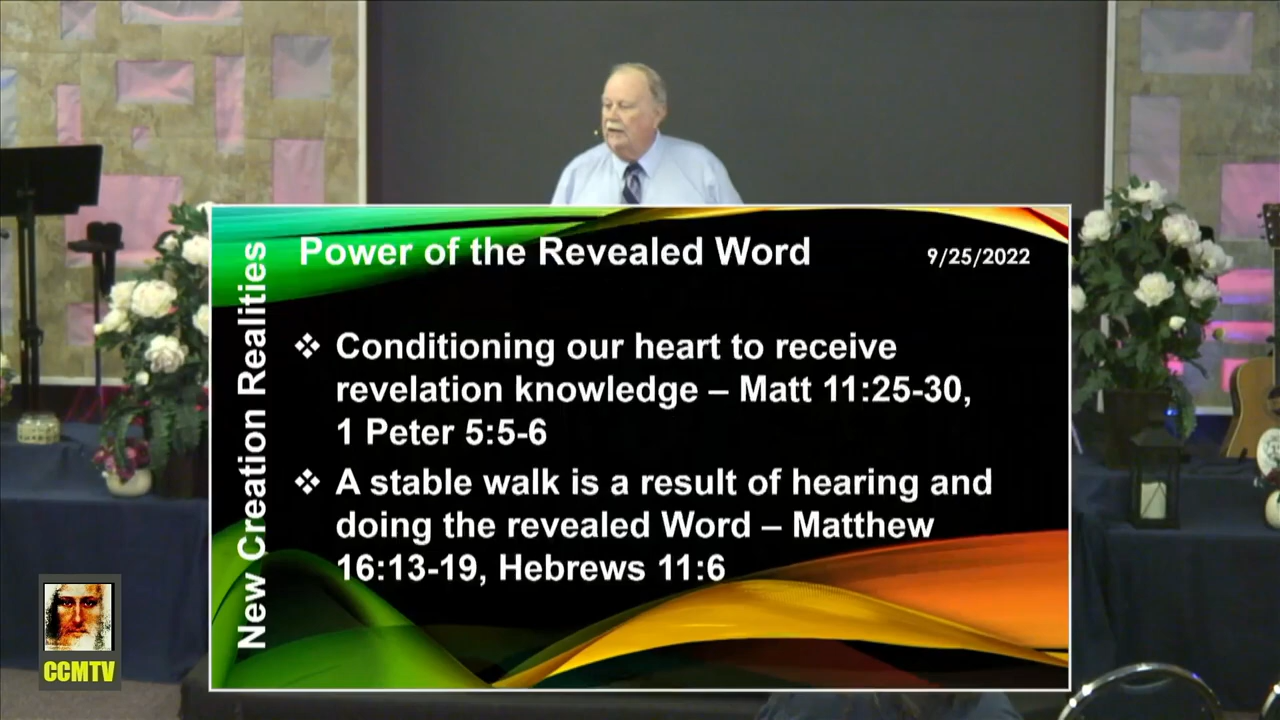 Power of the Revealed Word
9/25/2022
New Creation Realities
❖ Conditioning our heart to receive
revelation knowledge – Matt 11:25-30,
1 Peter 5:5-6
❖ A stable walk is a result of hearing and
doing the revealed Word – Matthew
16:13-19, Hebrews 11:6
CCMTV